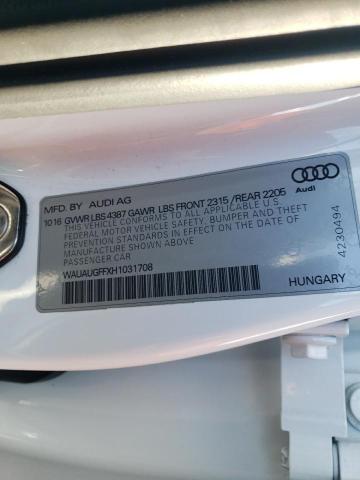 MFD. BY AUDI AG
10 16 GVWR LBS 4387 GAWR LBS FRONT 2315 / REAR 2205
THIS VEHICLE CONFORMS TO ALL APPLICABLE U.S.
FEDERAL MOTOR VEHICLE SAFETY, BUMPER AND THEFT
PREVENTION STANDARDS IN EFFECT ON THE DATE OF
MANUFACTURE SHOWN ABOVE.
PASSENGER CAR
WAUAUGFFXH1031708
HUNGARY
Audi
4230494